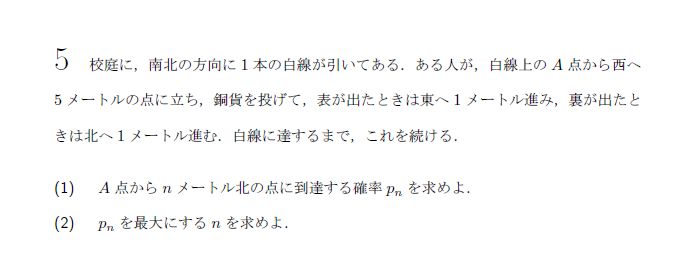 5 校庭に，南北の方向に 1 本の白線が引いてある．ある人が，白線上の A 点から西へ
5 メートルの点に立ち，銅貨を投げて，表が出たときは東へ 1 メートル進み，裏が出たと
きは北へ 1 メートル進む．白線に達するまで，これを続ける．
(1) A 点から n メートル北の点に到達する確率 pₙ を求めよ．
(2) pₙ を最大にする n を求めよ．